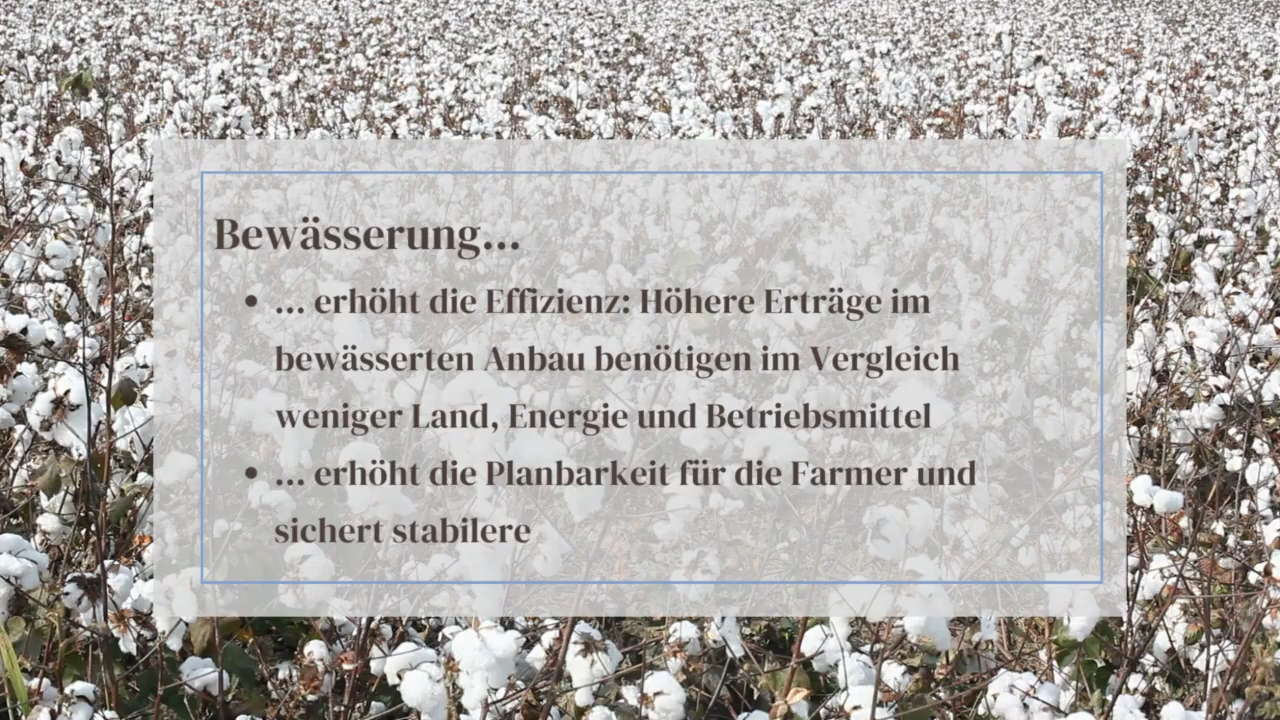 Bewässerung...
• ... erhöht die Effizienz: Höhere Erträge im
bewässerten Anbau benötigen im Vergleich
weniger Land, Energie und Betriebsmittel
• ... erhöht die Planbarkeit für die Farmer und
sichert stabilere